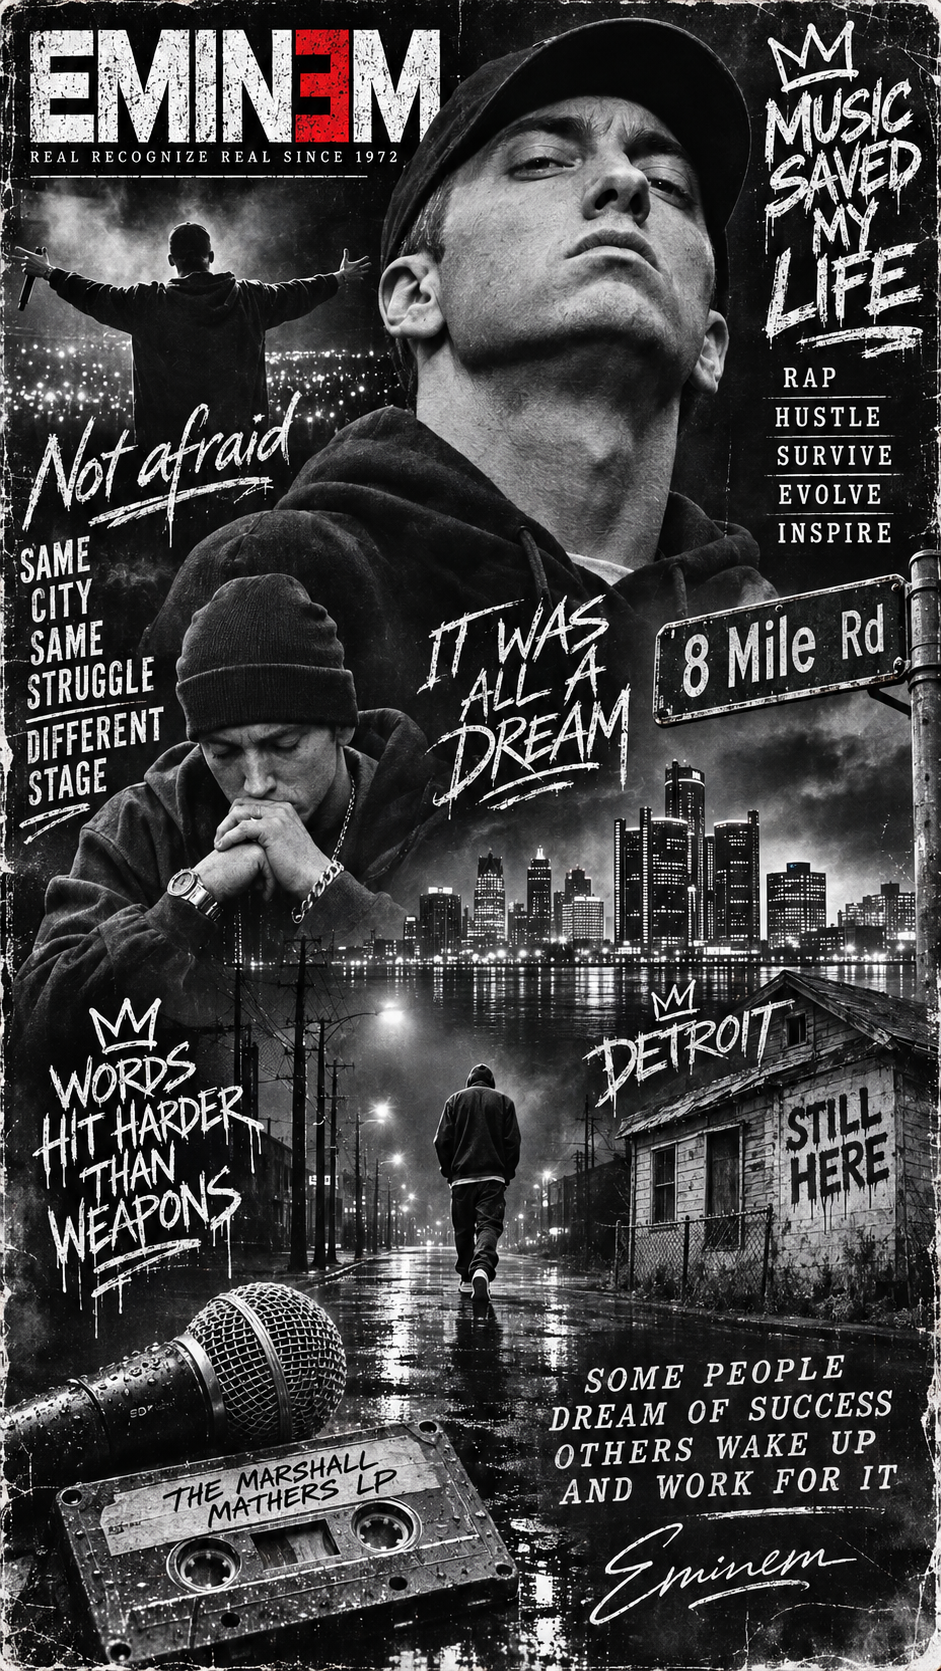 EMINƎM
REAL RECOGNIZE REAL SINCE 1972
MUSIC
SAVED
MY
LIFE
RAP
HUSTLE
SURVIVE
EVOLVE
INSPIRE
Not afraid
SAME
CITY
SAME
STRUGGLE
DIFFERENT
STAGE
IT WAS
ALL A
DREAM
8 Mile Rd
DETROIT
STILL
HERE
WORDS
HIT HARDER
THAN
WEAPONS
THE MARSHALL
MATHERS LP
SOME PEOPLE
DREAM OF SUCCESS
OTHERS WAKE UP
AND WORK FOR IT
Eminem